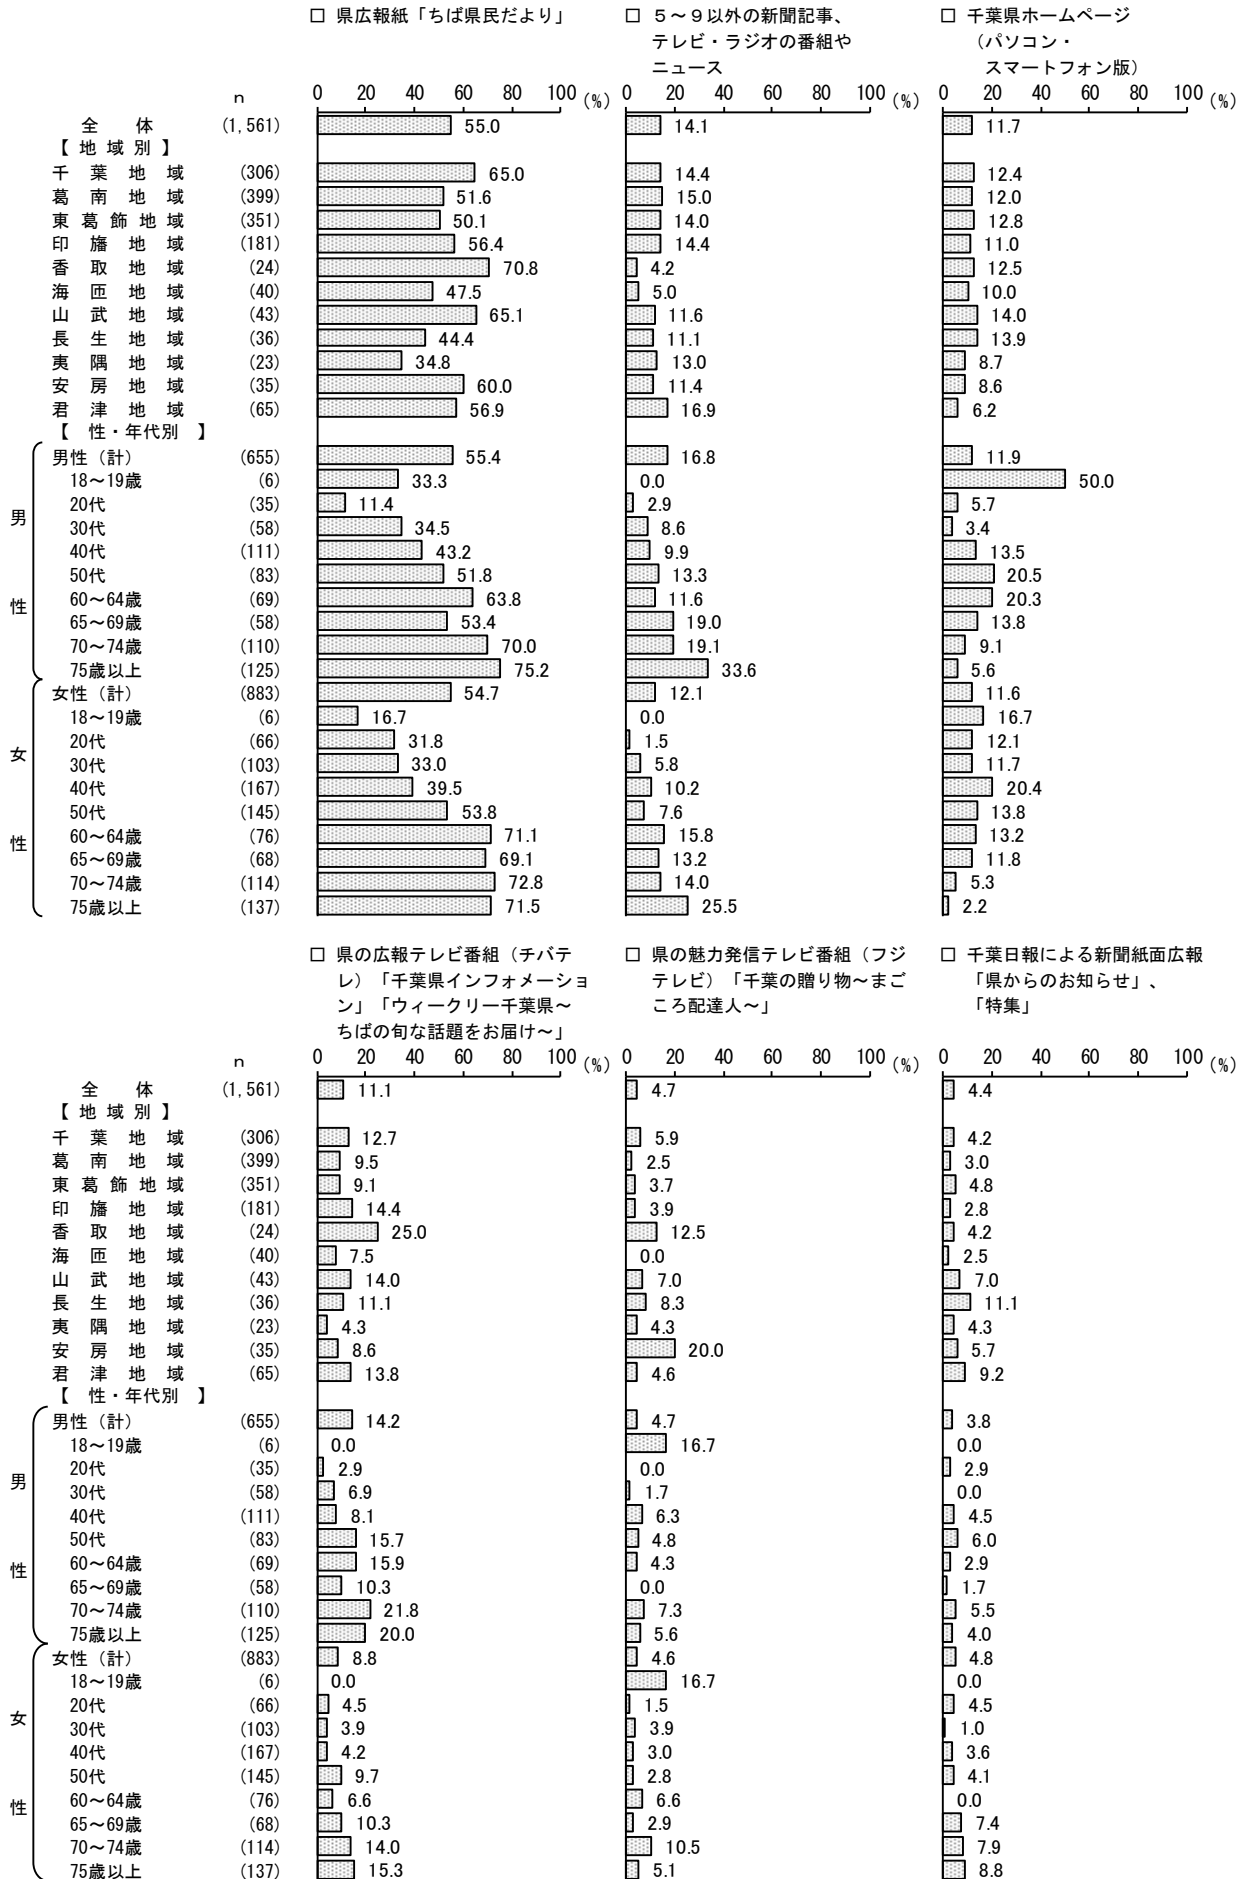 □ 県広報紙「ちば県民だより」 □ ５～９以外の新聞記事、 □ 千葉県ホームページ
テレビ・ラジオの番組や （パソコン・
ニュース スマートフォン版）
n 0 20 40 60 80 100 (%) 0 20 40 60 80 100 (%) 0 20 40 60 80 100 (%)
全体 (1,561) 55.0 14.1 11.7
【地域別】
千葉地域 (306) 65.0 14.4 12.4
葛南地域 (399) 51.6 15.0 12.0
東葛飾地域 (351) 50.1 14.0 12.8
印旛地域 (181) 56.4 14.4 11.0
香取地域 (24) 70.8 4.2 12.5
海匝地域 (40) 47.5 5.0 10.0
山武地域 (43) 65.1 11.6 14.0
長生地域 (36) 44.4 11.1 13.9
夷隅地域 (23) 34.8 13.0 8.7
安房地域 (35) 60.0 11.4 8.6
君津地域 (65) 56.9 16.9 6.2
【性・年代別】
男性（計） (655) 55.4 16.8 11.9
18～19歳 (6) 33.3 0.0 50.0
20代 (35) 11.4 2.9 5.7
男 30代 (58) 34.5 8.6 3.4
40代 (111) 43.2 9.9 13.5
50代 (83) 51.8 13.3 20.5
性 60～64歳 (69) 63.8 11.6 20.3
65～69歳 (58) 53.4 19.0 13.8
70～74歳 (110) 70.0 19.1 9.1
75歳以上 (125) 75.2 33.6 5.6
女性（計） (883) 54.7 12.1 11.6
18～19歳 (6) 16.7 0.0 16.7
20代 (66) 31.8 1.5 12.1
女 30代 (103) 33.0 5.8 11.7
40代 (167) 39.5 10.2 20.4
50代 (145) 53.8 7.6 13.8
性 60～64歳 (76) 71.1 15.8 13.2
65～69歳 (68) 69.1 13.2 11.8
70～74歳 (114) 72.8 14.0 5.3
75歳以上 (137) 71.5 25.5 2.2
□ 県の広報テレビ番組（チバテ □ 県の魅力発信テレビ番組（フジ □ 千葉日報による新聞紙面広報
レ）「千葉県インフォメーショ テレビ）「千葉の贈り物～まご 「県からのお知らせ」、
ン」「ウィークリー千葉県～ ころ配達人～」 「特集」
ちばの旬な話題をお届け～」
n 0 20 40 60 80 100 (%) 0 20 40 60 80 100 (%) 0 20 40 60 80 100 (%)
全体 (1,561) 11.1 4.7 4.4
【地域別】
千葉地域 (306) 12.7 5.9 4.2
葛南地域 (399) 9.5 2.5 3.0
東葛飾地域 (351) 9.1 3.7 4.8
印旛地域 (181) 14.4 3.9 2.8
香取地域 (24) 25.0 12.5 4.2
海匝地域 (40) 7.5 0.0 2.5
山武地域 (43) 14.0 7.0 7.0
長生地域 (36) 11.1 8.3 11.1
夷隅地域 (23) 4.3 4.3 4.3
安房地域 (35) 8.6 20.0 5.7
君津地域 (65) 13.8 4.6 9.2
【性・年代別】
男性（計） (655) 14.2 4.7 3.8
18～19歳 (6) 0.0 16.7 0.0
20代 (35) 2.9 0.0 2.9
男 30代 (58) 6.9 1.7 0.0
40代 (111) 8.1 6.3 4.5
50代 (83) 15.7 4.8 6.0
性 60～64歳 (69) 15.9 4.3 2.9
65～69歳 (58) 10.3 0.0 1.7
70～74歳 (110) 21.8 7.3 5.5
75歳以上 (125) 20.0 5.6 4.0
女性（計） (883) 8.8 4.6 4.8
18～19歳 (6) 0.0 16.7 0.0
20代 (66) 4.5 1.5 4.5
女 30代 (103) 3.9 3.9 1.0
40代 (167) 4.2 3.0 3.6
50代 (145) 9.7 2.8 4.1
性 60～64歳 (76) 6.6 6.6 0.0
65～69歳 (68) 10.3 2.9 7.4
70～74歳 (114) 14.0 10.5 7.9
75歳以上 (137) 15.3 5.1 8.8